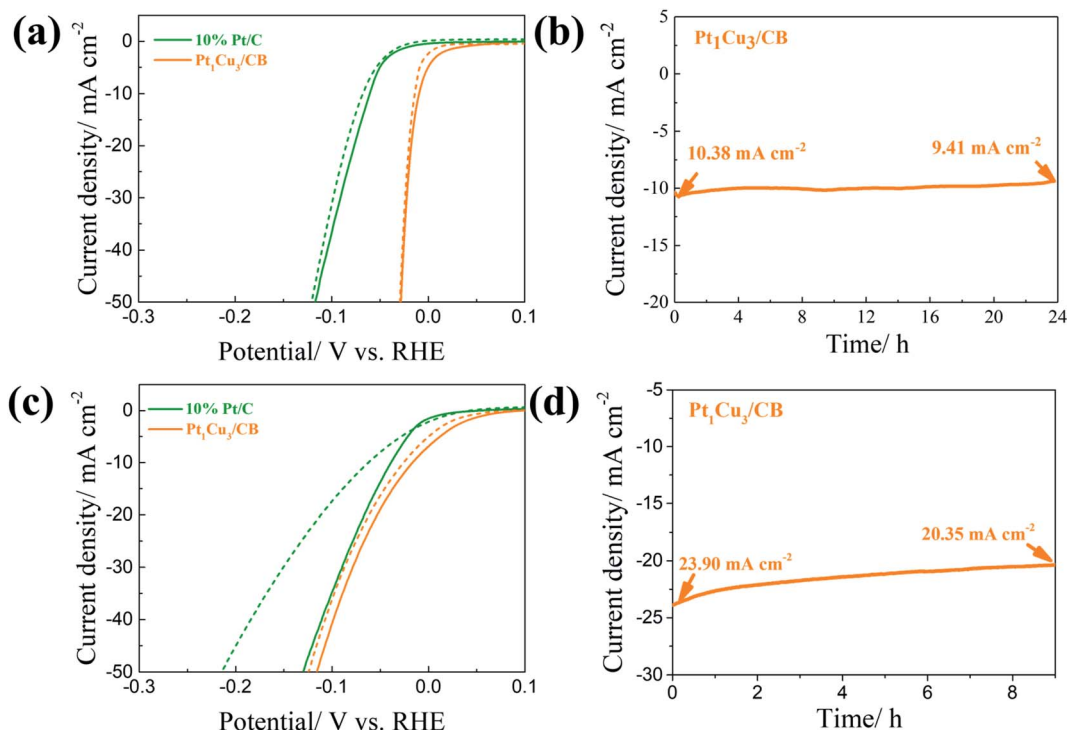 (a)
10% Pt/C
Pt₁Cu₃/CB
Current density/ mA cm⁻²
0
-10
-20
-30
-40
-50
-0.3
-0.2
-0.1
0.0
0.1
Potential/ V vs. RHE
(b)
Pt₁Cu₃/CB
10.38 mA cm⁻²
9.41 mA cm⁻²
Current density/ mA cm⁻²
5
0
-5
-10
-15
-20
0
4
8
12
16
20
24
Time/ h
(c)
10% Pt/C
Pt₁Cu₃/CB
Current density/ mA cm⁻²
0
-10
-20
-30
-40
-50
-0.3
-0.2
-0.1
0.0
0.1
Potential/ V vs. RHE
(d)
Pt₁Cu₃/CB
23.90 mA cm⁻²
20.35 mA cm⁻²
Current density/ mA cm⁻²
-5
-10
-15
-20
-25
-30
0
2
4
6
8
Time/ h